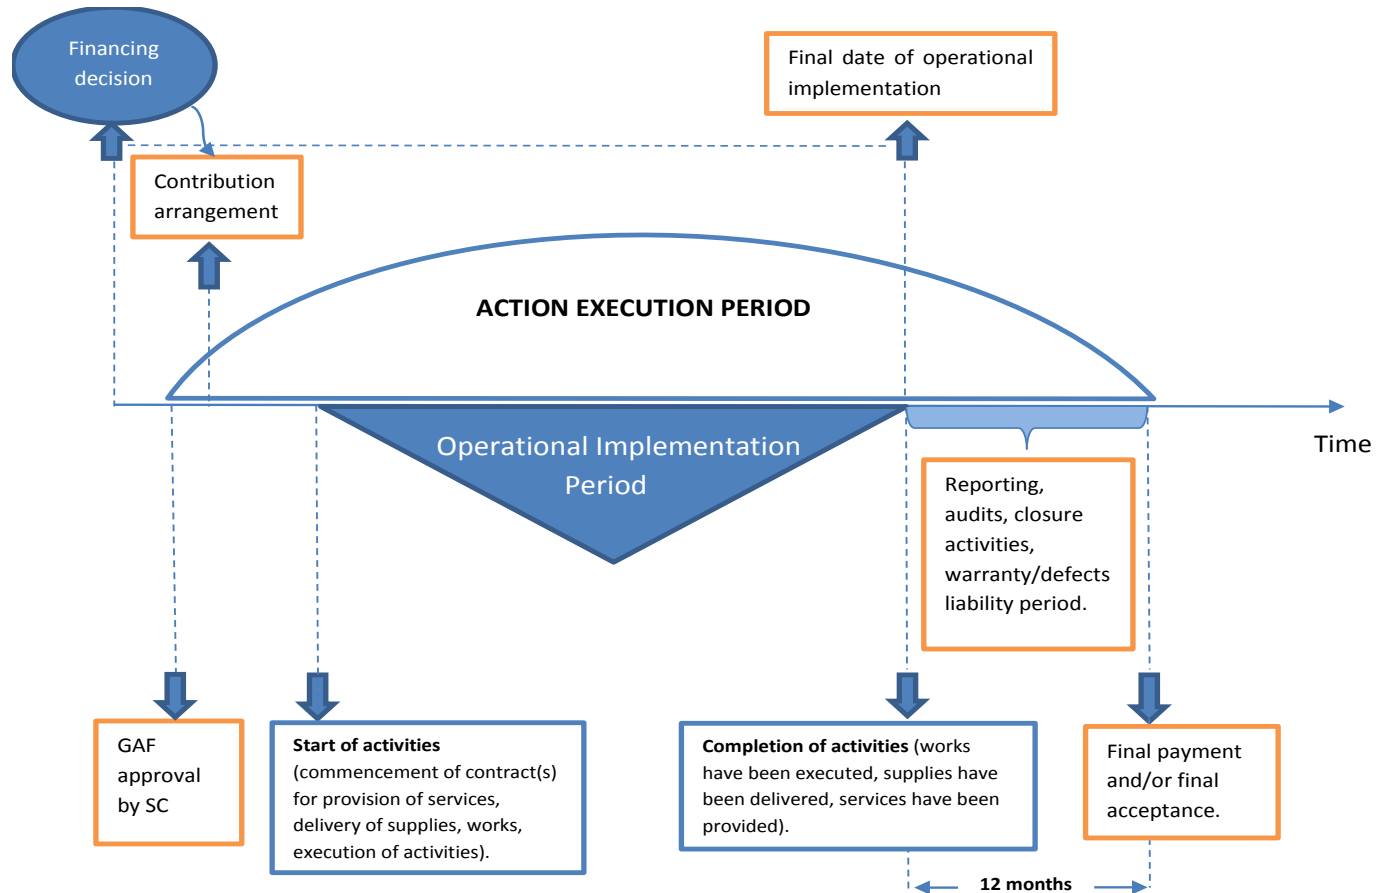 Financing
decision
Final date of operational
implementation
Contribution
arrangement
ACTION EXECUTION PERIOD
Time
Operational Implementation
Period
Reporting,
audits, closure
activities,
warranty/defects
liability period.
GAF
approval
by SC
Start of activities
(commencement of contract(s)
for provision of services,
delivery of supplies, works,
execution of activities).
Completion of activities (works
have been executed, supplies have
been delivered, services have been
provided).
Final payment
and/or final
acceptance.
12 months